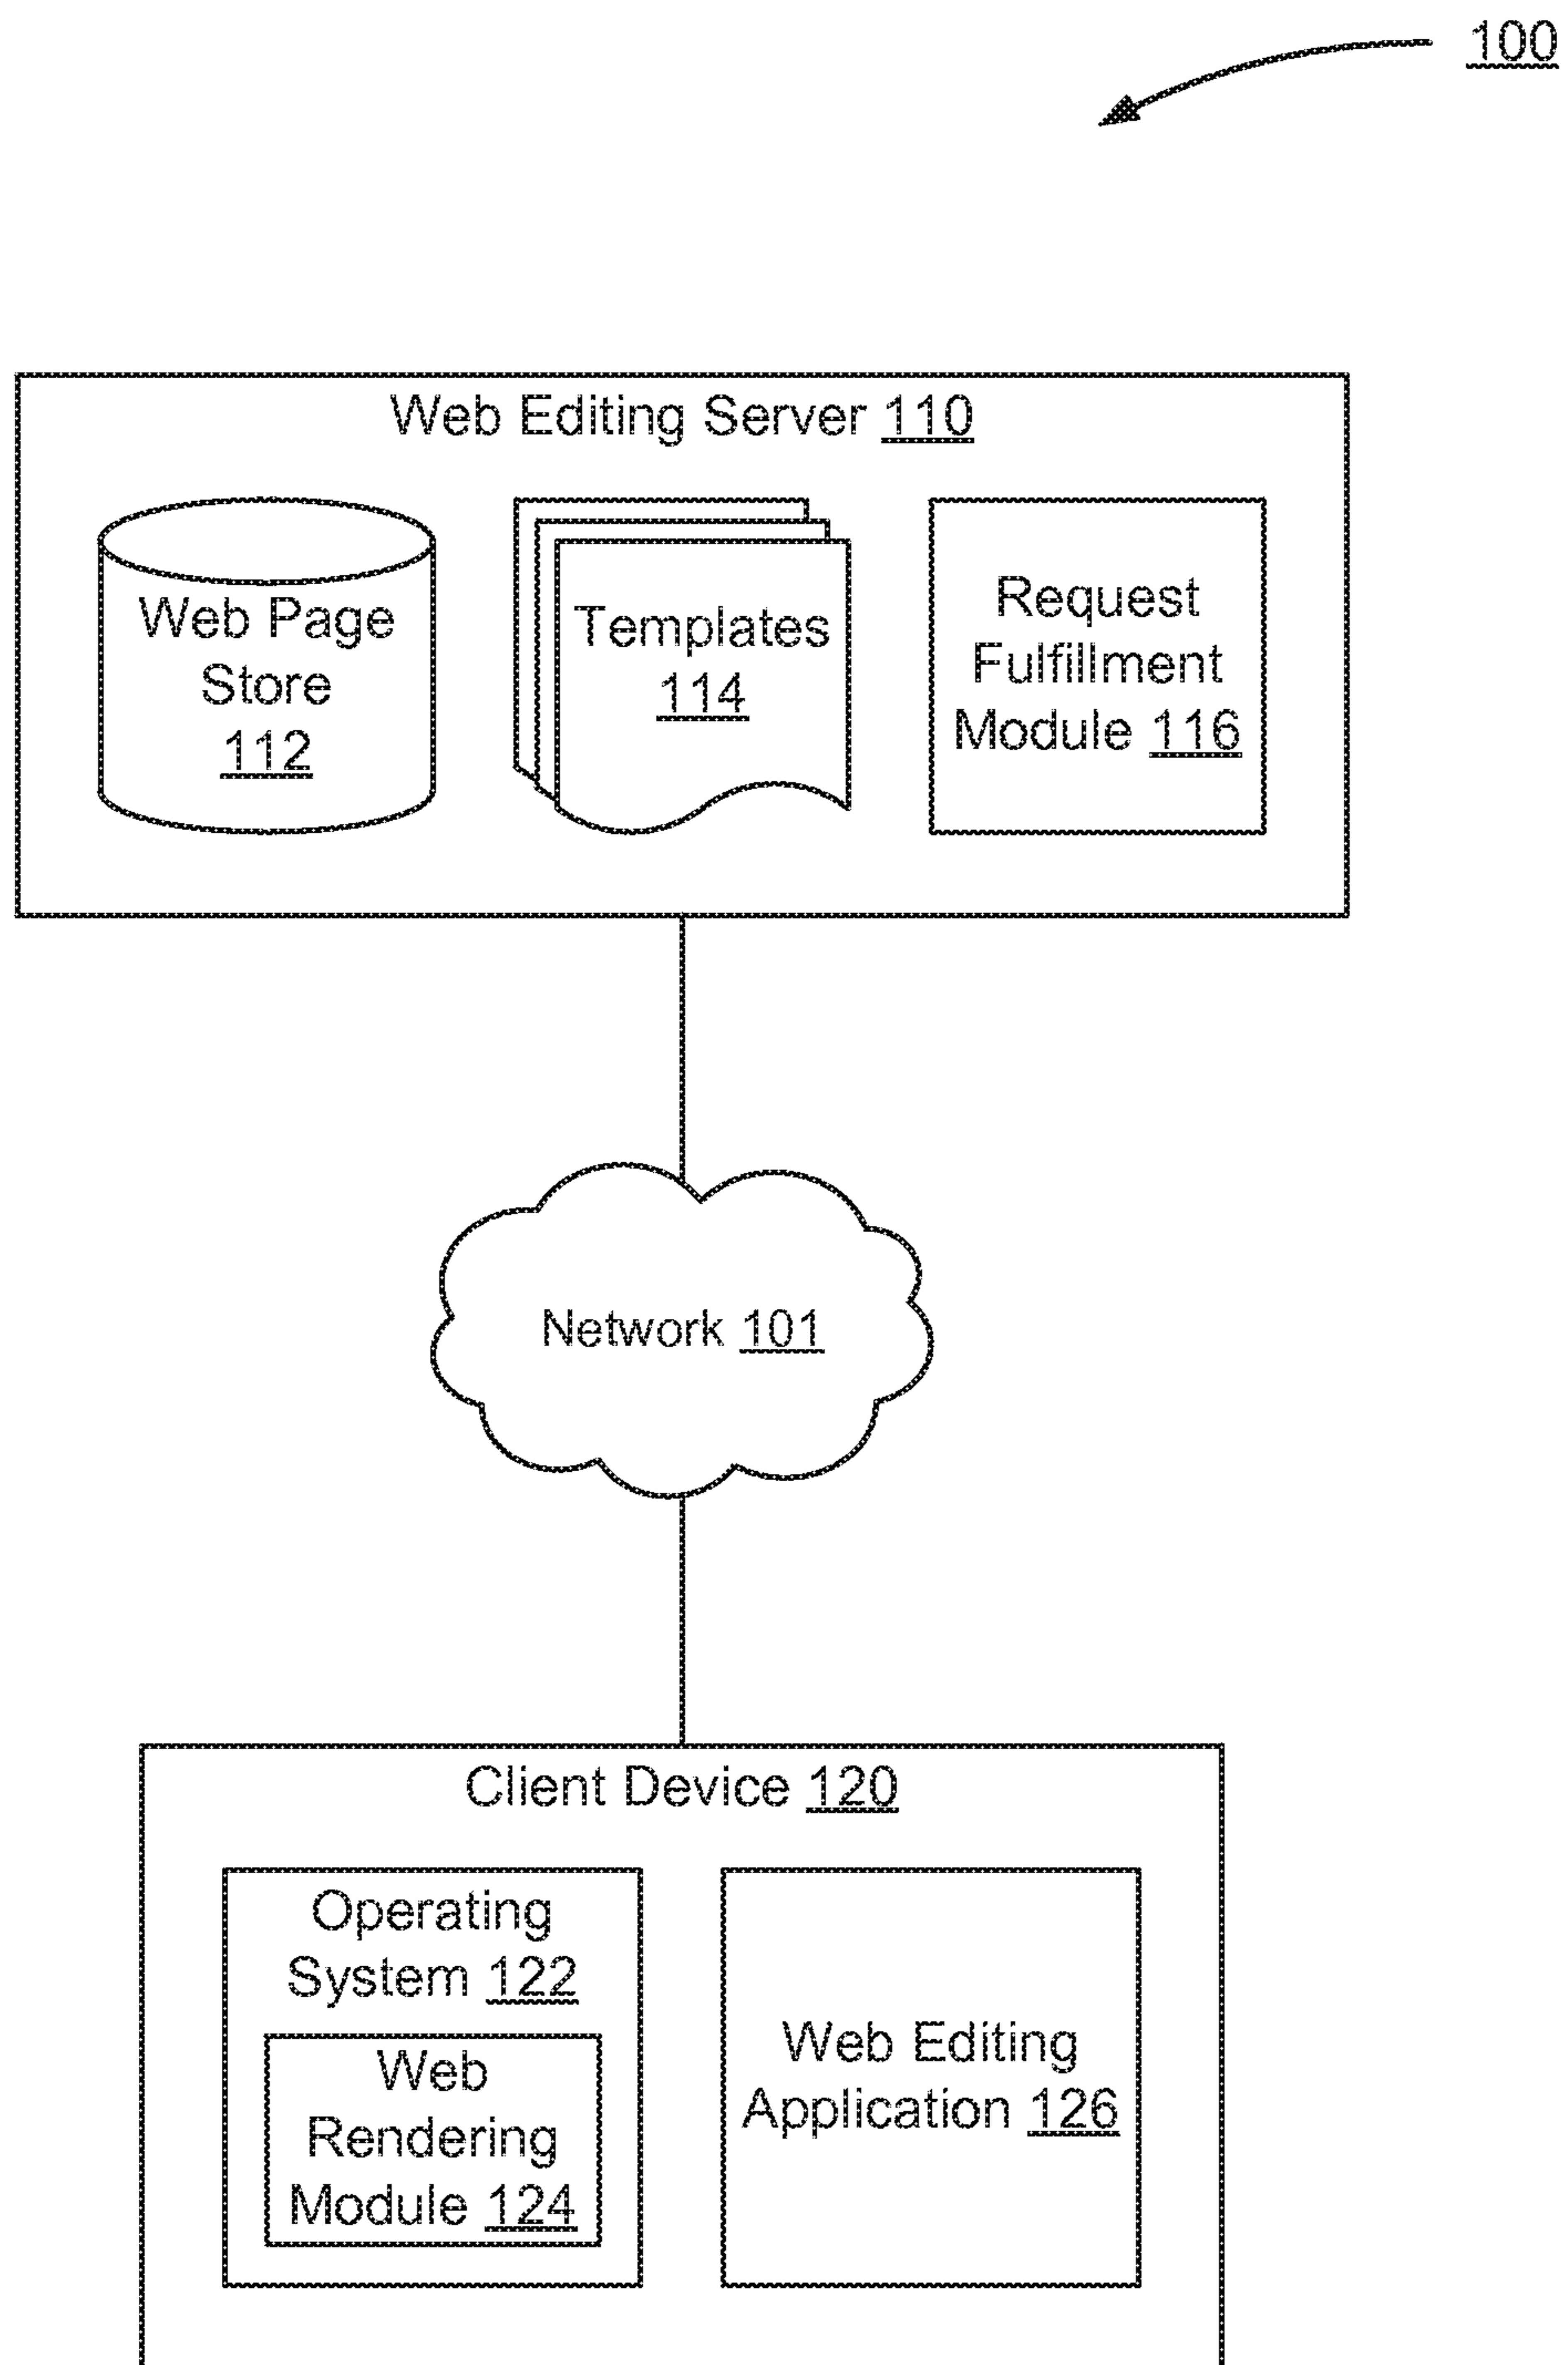 100
Web Editing Server 110
Web Page
Store
112
Templates
114
Request
Fulfillment
Module 116
Network 101
Client Device 120
Operating
System 122
Web
Rendering
Module 124
Web Editing
Application 126